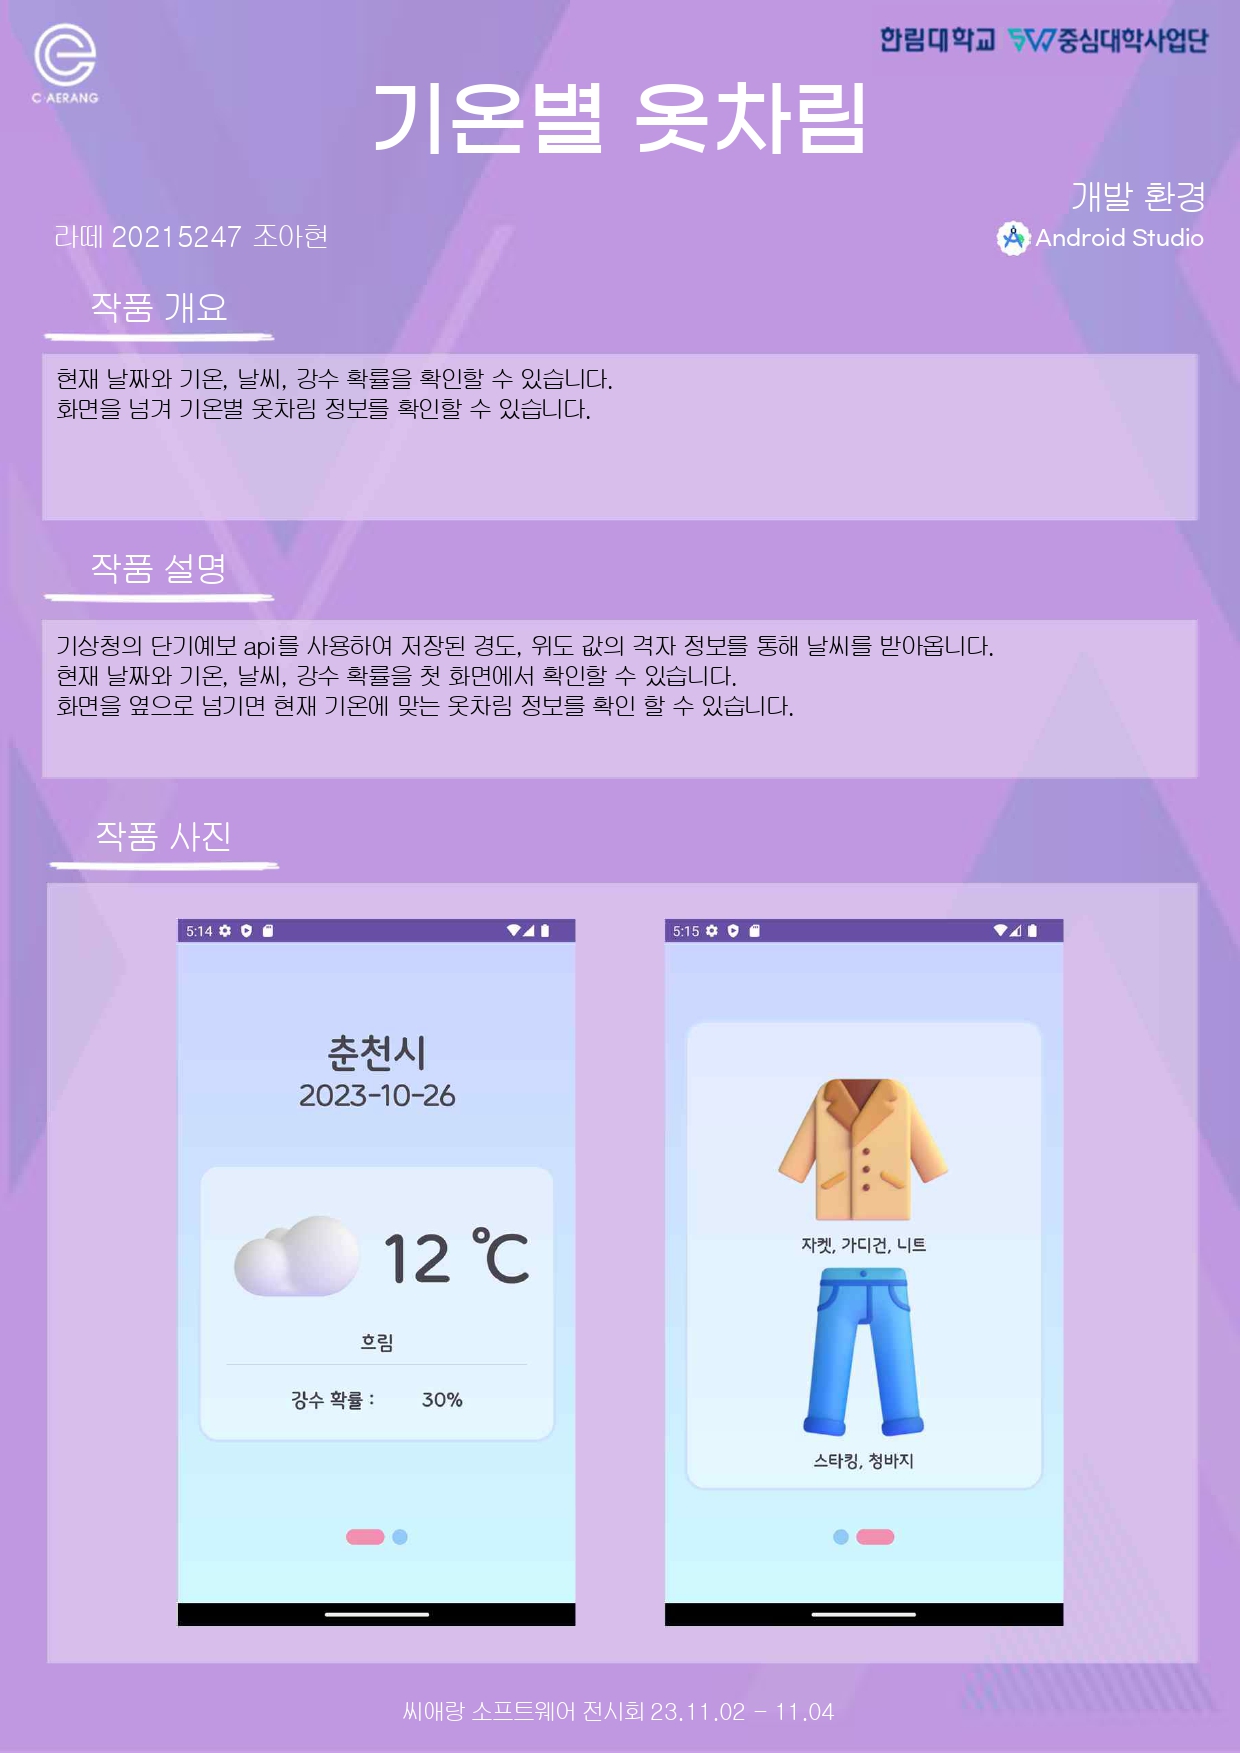 C AERANG
한림대학교 SW중심대학사업단
기온별 옷차림
개발 환경
라떼 20215247 조아현
Android Studio
작품 개요
현재 날짜와 기온, 날씨, 강수 확률을 확인할 수 있습니다.
화면을 넘겨 기온별 옷차림 정보를 확인할 수 있습니다.
작품 설명
기상청의 단기예보 api를 사용하여 저장된 경도, 위도 값의 격자 정보를 통해 날씨를 받아옵니다.
현재 날짜와 기온, 날씨, 강수 확률을 첫 화면에서 확인할 수 있습니다.
화면을 옆으로 넘기면 현재 기온에 맞는 옷차림 정보를 확인 할 수 있습니다.
작품 사진
5:14
춘천시
2023-10-26
12 ℃
흐림
강수 확률 : 30%
5:15
자켓, 가디건, 니트
스타킹, 청바지
씨애랑 소프트웨어 전시회 23.11.02 - 11.04